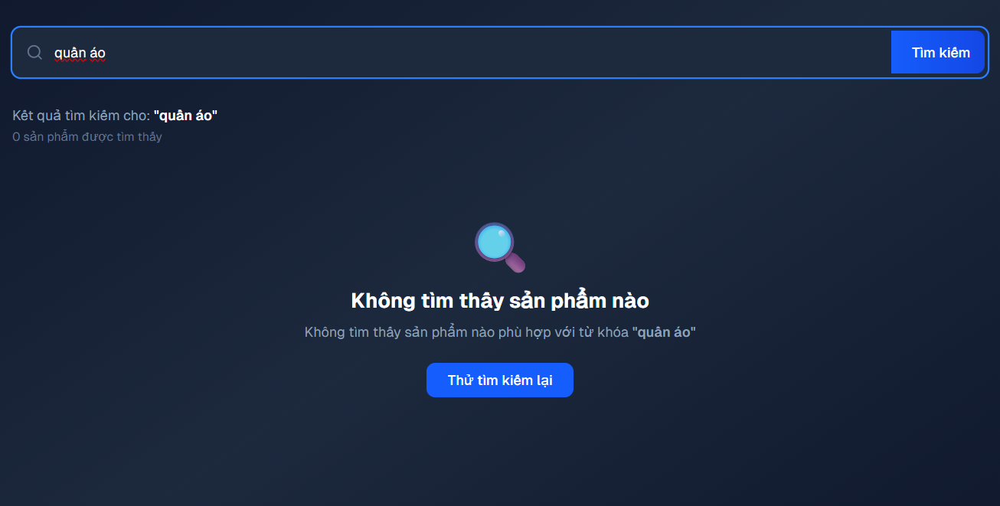 quần áo
Tìm kiếm
Kết quả tìm kiếm cho: "quần áo"
0 sản phẩm được tìm thấy
Không tìm thấy sản phẩm nào
Không tìm thấy sản phẩm nào phù hợp với từ khóa "quần áo"
Thử tìm kiếm lại